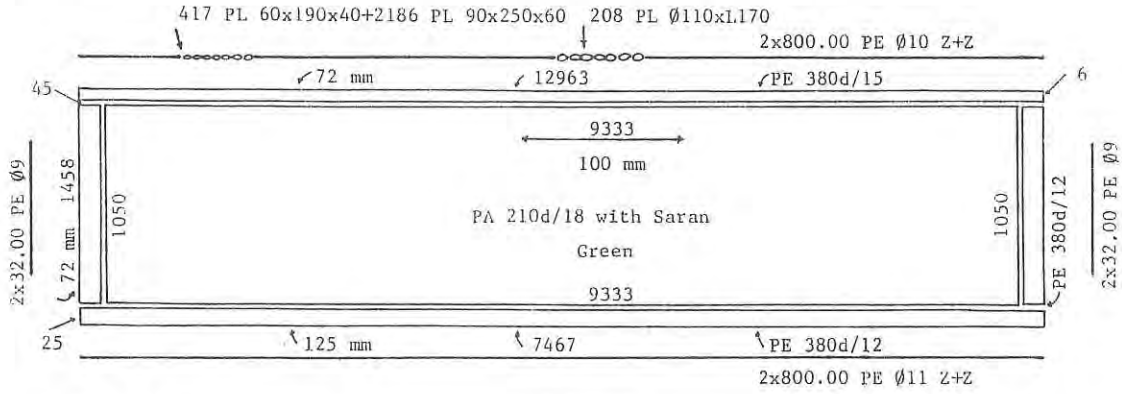 417 PL 60x190x40+2186 PL 90x250x60 208 PL Ø110xL170
2x800.00 PE Ø10 Z+Z
72 mm 12963 PE 380d/15
6
45
9333
100 mm
2x32.00 PE Ø9
72 mm 1458
1050
PA 210d/18 with Saran
Green
1050
PE 380d/12
2x32.00 PE Ø9
9333
25
125 mm 7467 PE 380d/12
2x800.00 PE Ø11 Z+Z